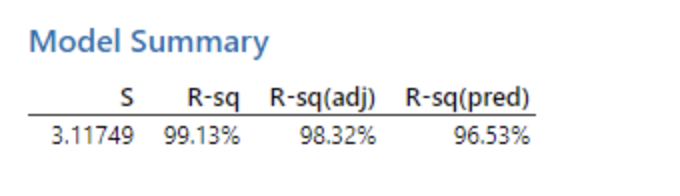 Model Summary
S R-sq R-sq(adj) R-sq(pred)
3.11749 99.13% 98.32% 96.53%